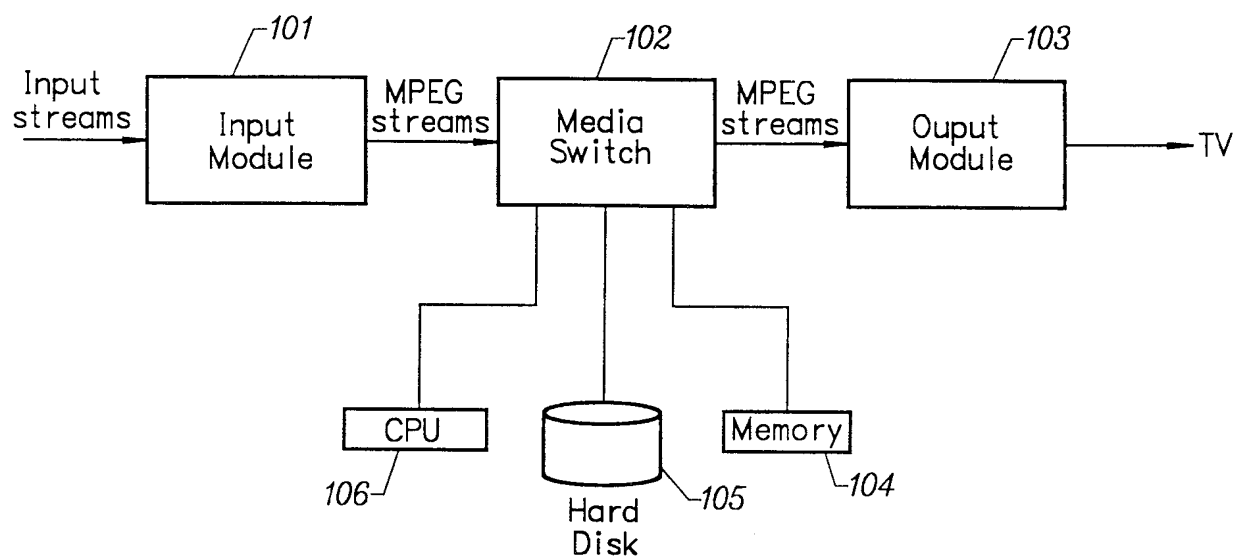 101
102
103
Input
streams
Input
Module
MPEG
streams
Media
Switch
MPEG
streams
Ouput
Module
TV
CPU
106
Hard
Disk
105
Memory
104